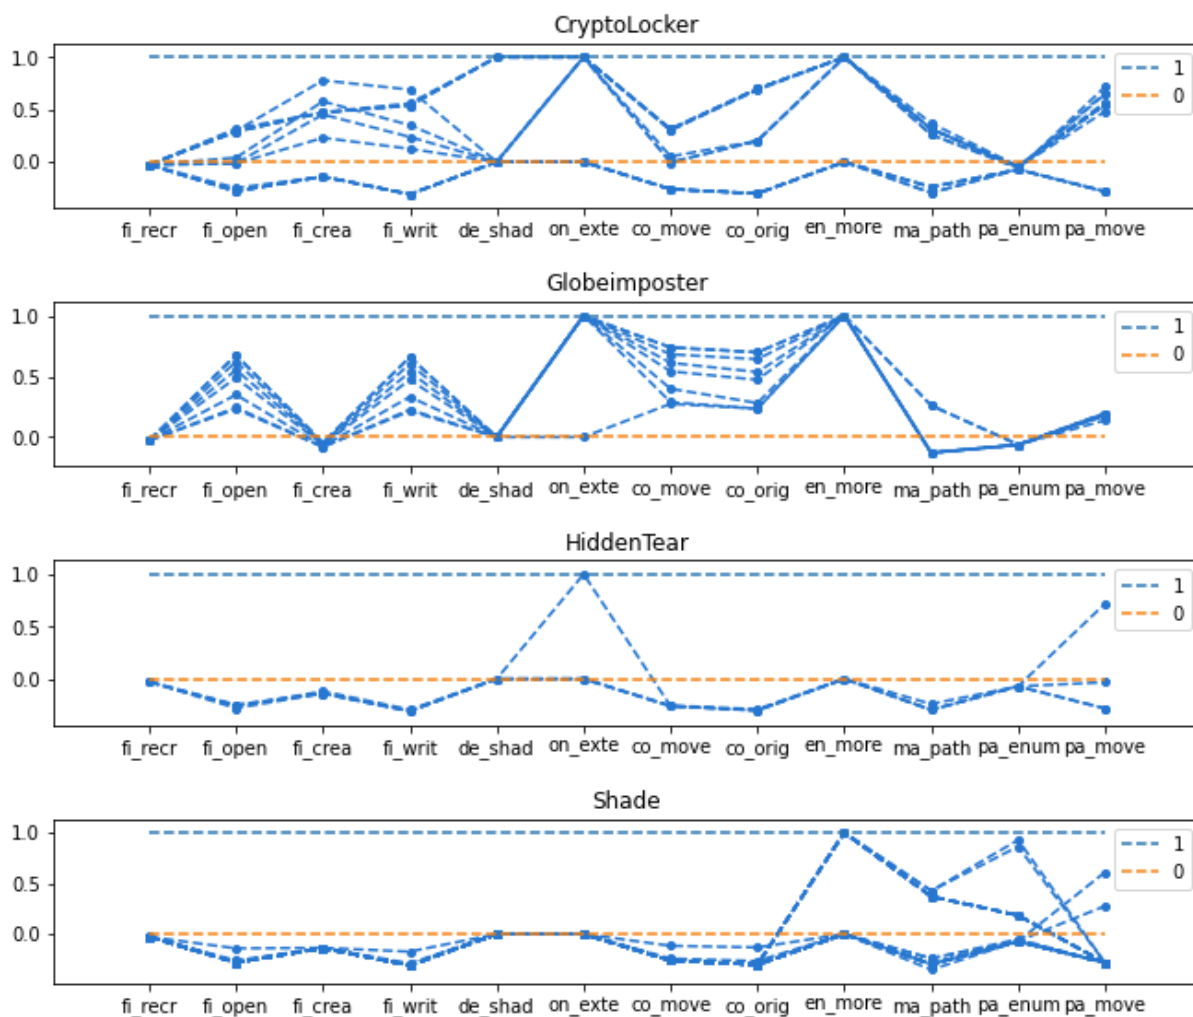 CryptoLocker
1.0
0.5
0.0
1
0
fi_recr fi_open fi_crea fi_writ de_shad on_exte co_move co_orig en_more ma_path pa_enum pa_move
Globeimposter
1.0
0.5
0.0
1
0
fi_recr fi_open fi_crea fi_writ de_shad on_exte co_move co_orig en_more ma_path pa_enum pa_move
HiddenTear
1.0
0.5
0.0
1
0
fi_recr fi_open fi_crea fi_writ de_shad on_exte co_move co_orig en_more ma_path pa_enum pa_move
Shade
1.0
0.5
0.0
1
0
fi_recr fi_open fi_crea fi_writ de_shad on_exte co_move co_orig en_more ma_path pa_enum pa_move